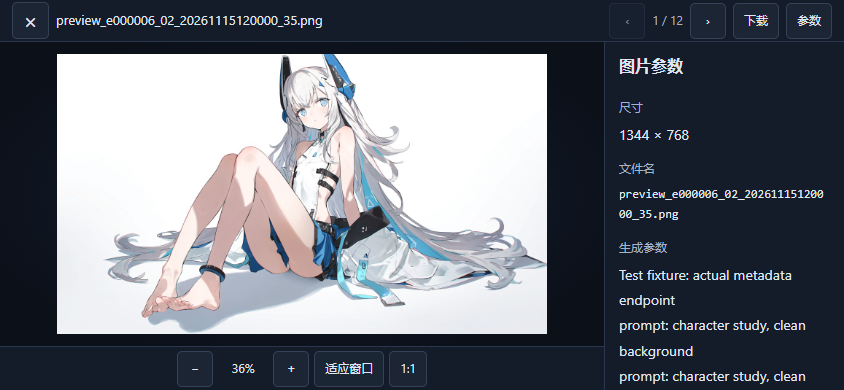 ×
preview_e000006_02_20261115120000_35.png
‹
1 / 12
›
下载
参数
图片参数
尺寸
1344 × 768
文件名
preview_e000006_02_202611151200
00_35.png
生成参数
Test fixture: actual metadata
endpoint
prompt: character study, clean
background
prompt: character study, clean
−
36%
+
适应窗口
1:1